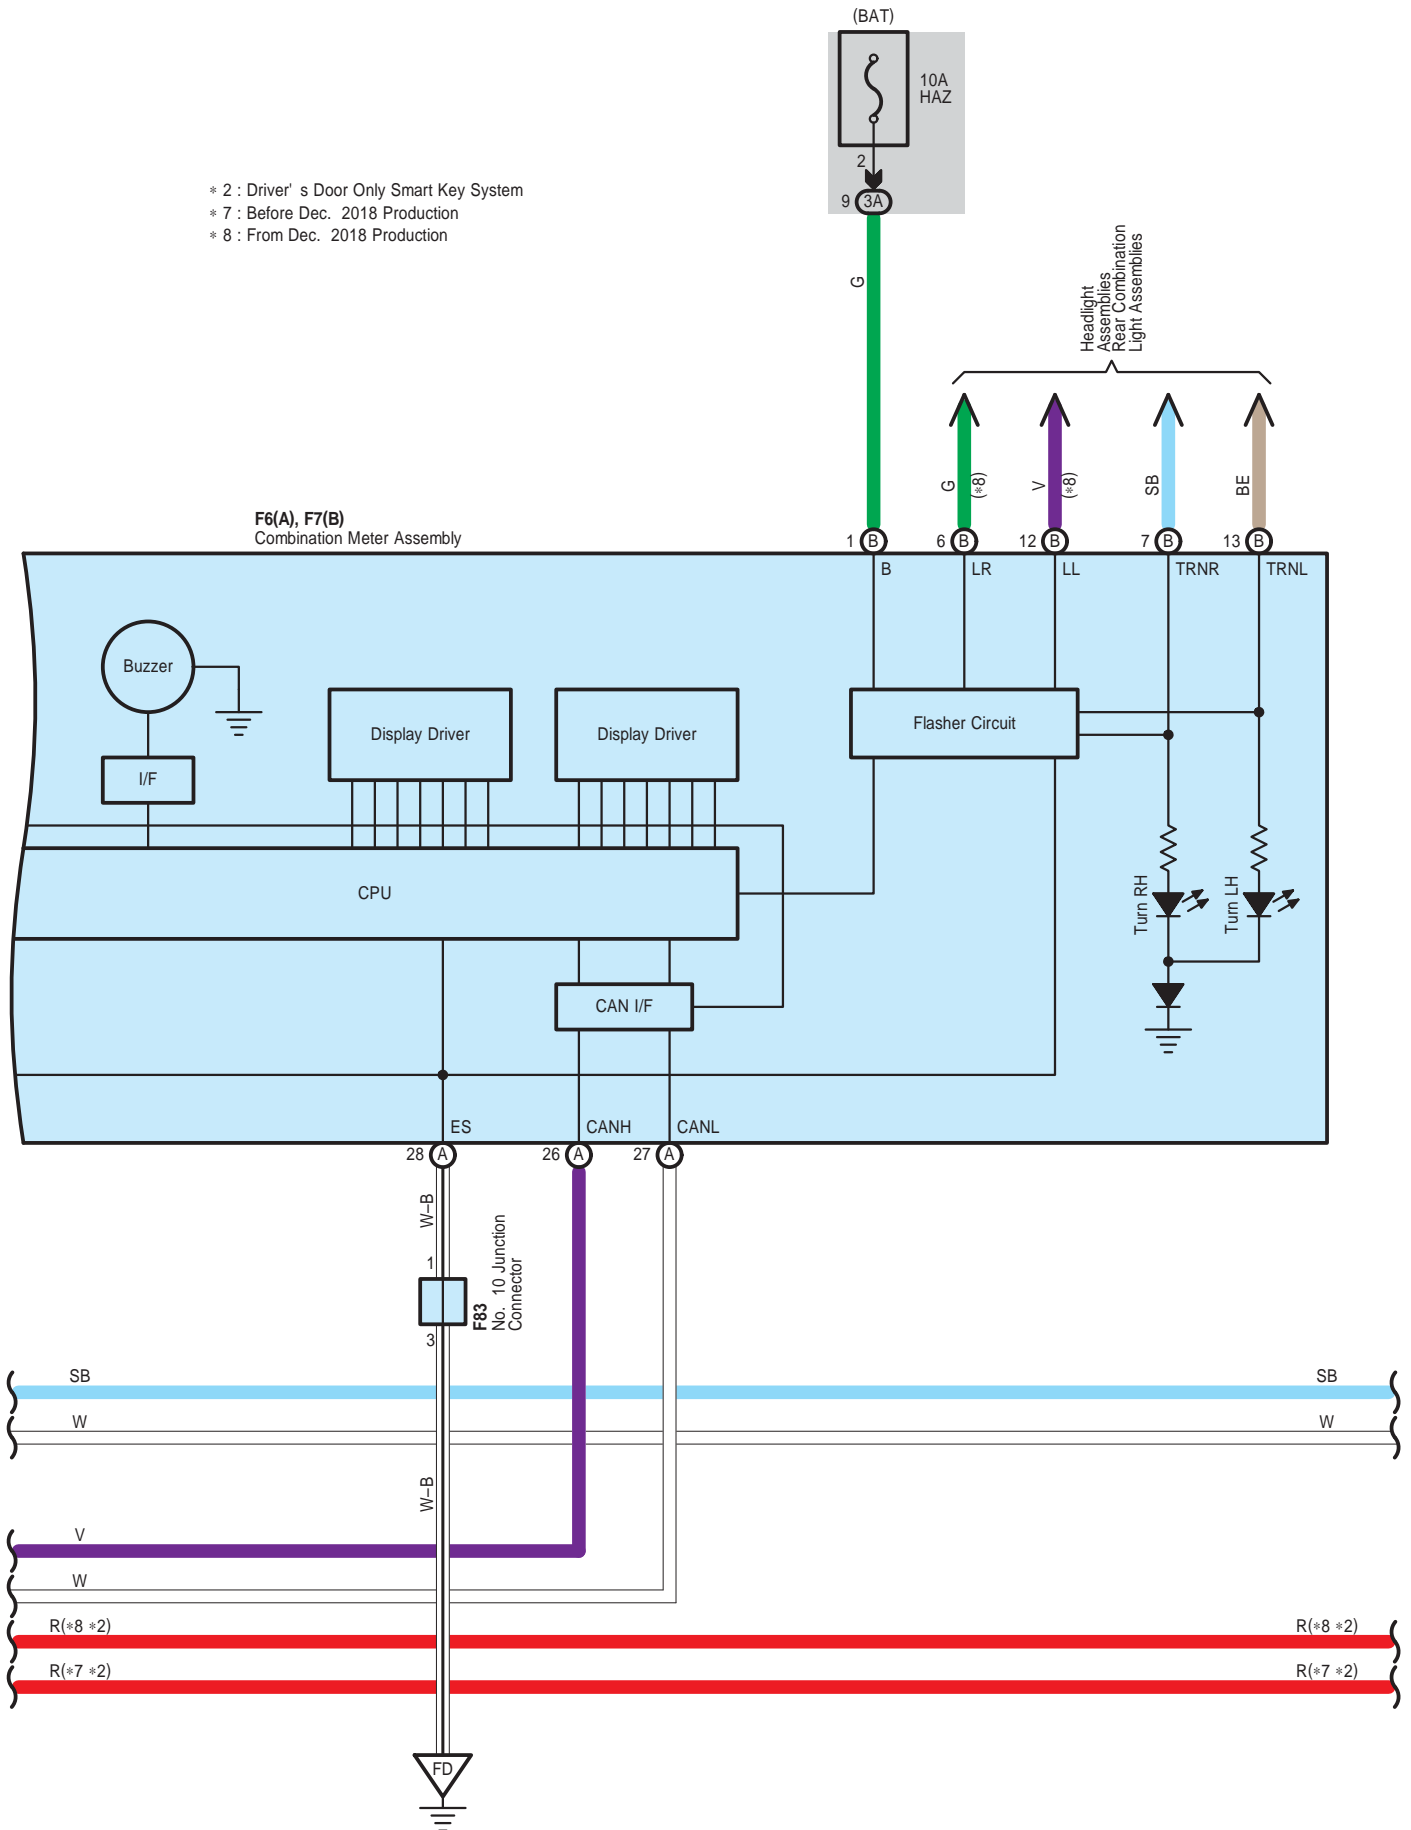 (BAT)
10A
HAZ
2
9 3A
* 2 : Driver' s Door Only Smart Key System
* 7 : Before Dec. 2018 Production
* 8 : From Dec. 2018 Production
G
Headlight
Assemblies
Rear Combination
Light Assemblies
G
(*8)
V
(*8)
SB
BE
F6(A), F7(B)
Combination Meter Assembly
1 B
6 B
12 B
7 B
13 B
B
LR
LL
TRNR
TRNL
Buzzer
I/F
Display Driver
Display Driver
Flasher Circuit
CPU
Turn RH
Turn LH
CAN I/F
ES
CANH
CANL
28 A
26 A
27 A
W–B
1
F83
No. 10 Junction
Connector
3
SB
SB
W
W
W–B
V
W
R(*8 *2)
R(*8 *2)
R(*7 *2)
R(*7 *2)
FD